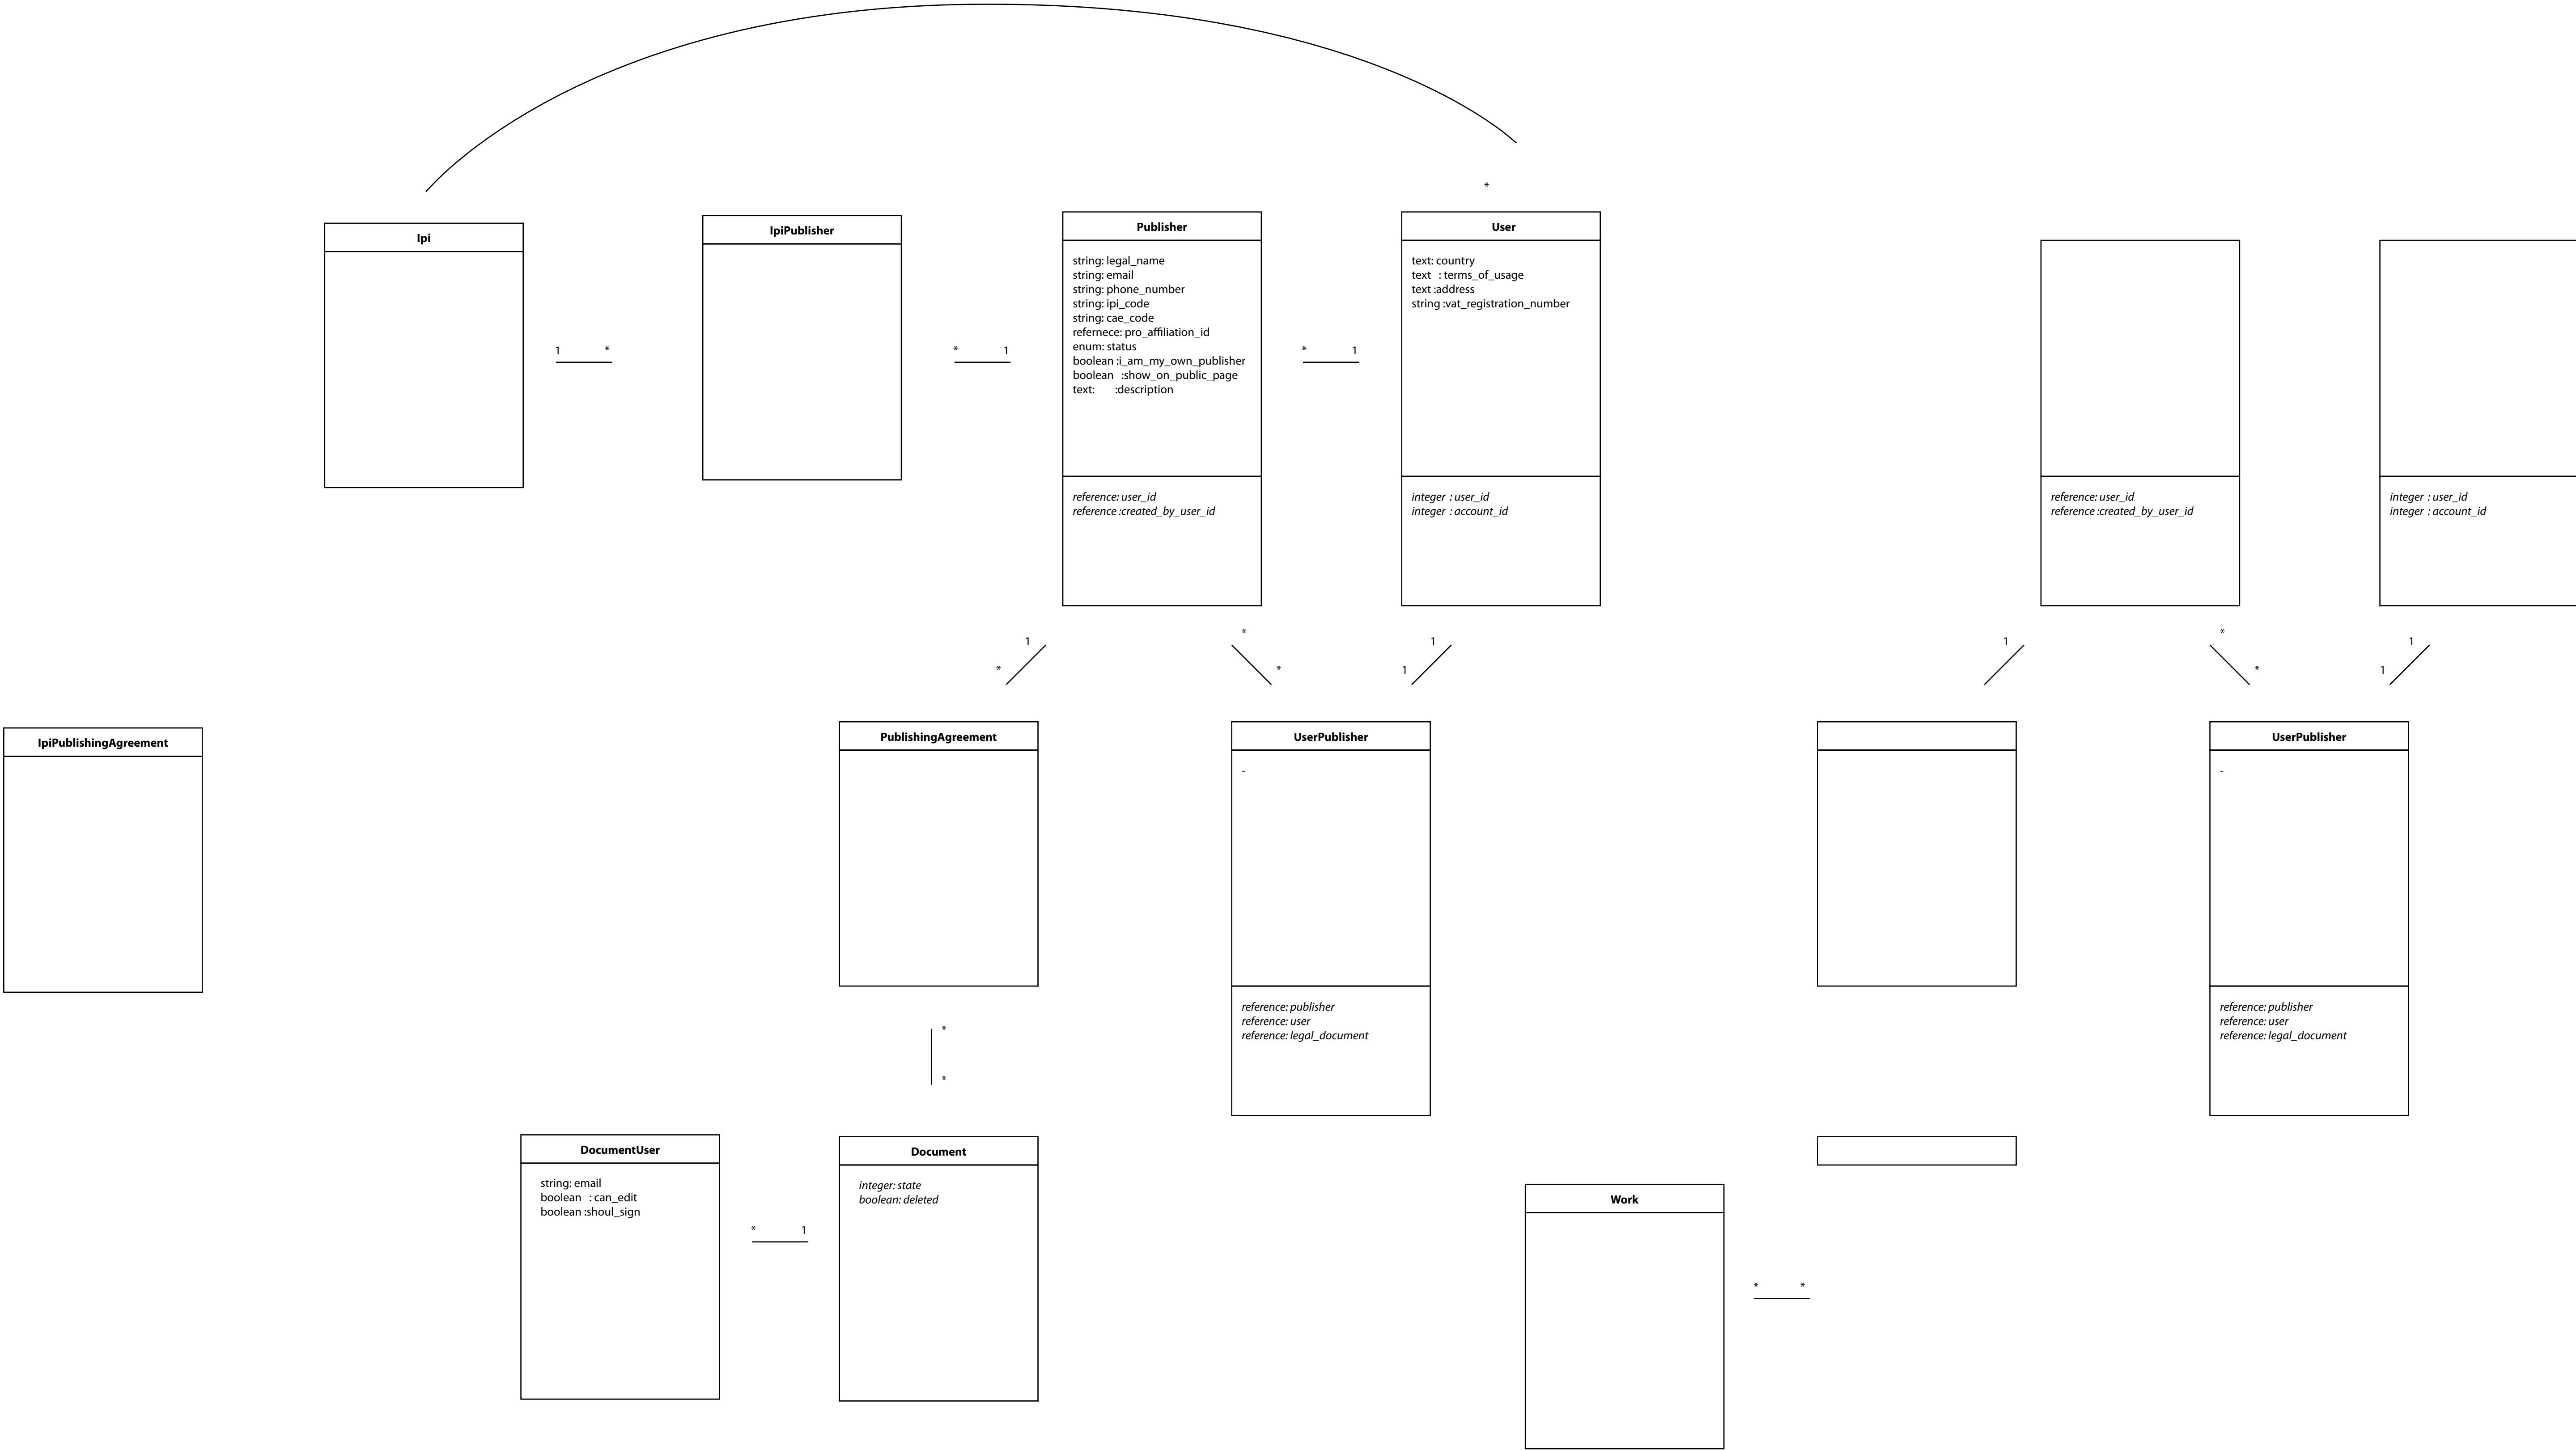 *
Ipi
IpiPublisher
Publisher
User
string: legal_name
string: email
string: phone_number
string: ipi_code
string: cae_code
refernece: pro_affiliation_id
enum: status
boolean :i_am_my_own_publisher
boolean   :show_on_public_page
text:       :description
text: country
text   : terms_of_usage
text :address
string :vat_registration_number
1 *
* 1
* 1
reference: user_id
reference :created_by_user_id
integer  : user_id
integer  : account_id
reference: user_id
reference :created_by_user_id
integer  : user_id
integer  : account_id
1
*
*
*
1
1
1
*
*
1
1
IpiPublishingAgreement
PublishingAgreement
UserPublisher
-
UserPublisher
-
reference: publisher
reference: user
reference: legal_document
reference: publisher
reference: user
reference: legal_document
*
*
DocumentUser
string: email
boolean   : can_edit
boolean :shoul_sign
* 1
Document
integer: state
boolean: deleted
Work
* *